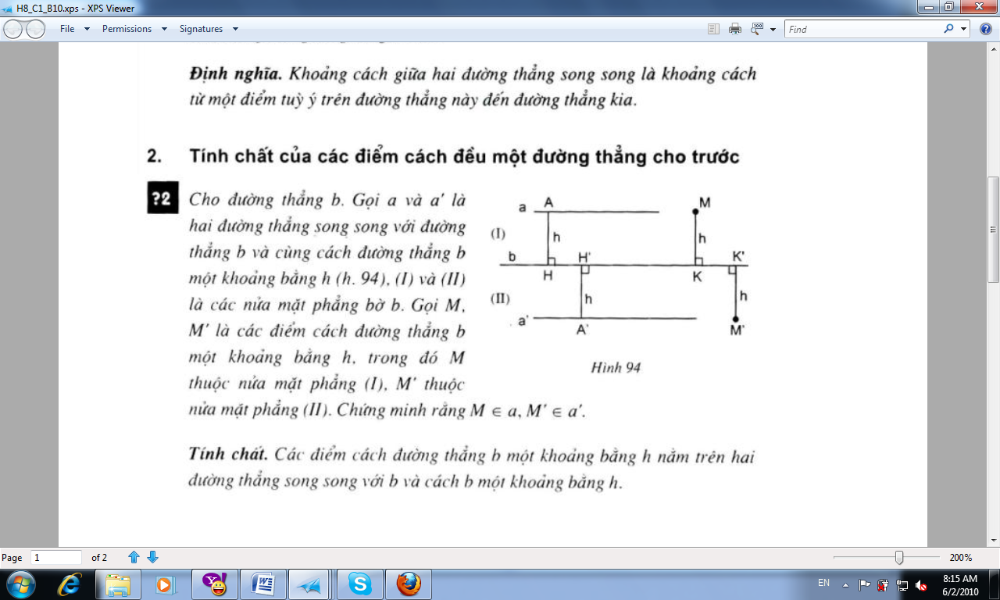 H8_C1_B10.xps - XPS Viewer
File Permissions Signatures
Find
Định nghĩa. Khoảng cách giữa hai đường thẳng song song là khoảng cách
từ một điểm tuỳ ý trên đường thẳng này đến đường thẳng kia.
2. Tính chất của các điểm cách đều một đường thẳng cho trước
?2 Cho đường thẳng b. Gọi a và a' là
hai đường thẳng song song với đường
thẳng b và cùng cách đường thẳng b
một khoảng bằng h (h. 94), (I) và (II)
là các nửa mặt phẳng bờ b. Gọi M,
M' là các điểm cách đường thẳng b
một khoảng bằng h, trong đó M
thuộc nửa mặt phẳng (I), M' thuộc
nửa mặt phẳng (II). Chứng minh rằng M ∈ a, M' ∈ a'.
a A M
(I) h h
b H' K'
H K
(II) h h
a' A' M'
Hình 94
Tính chất. Các điểm cách đường thẳng b một khoảng bằng h nằm trên hai
đường thẳng song song với b và cách b một khoảng bằng h.
Page 1 of 2 200%
EN 8:15 AM
6/2/2010